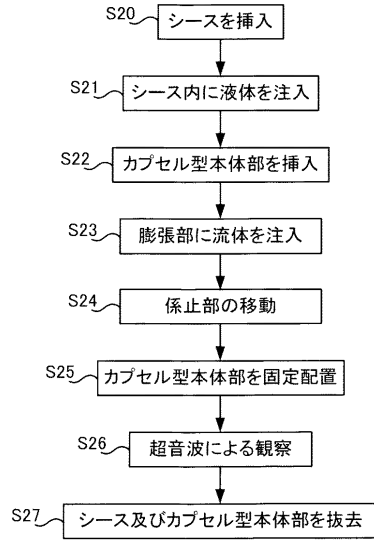 S20 シースを挿入
S21 シース内に液体を注入
S22 カプセル型本体部を挿入
S23 膨張部に流体を注入
S24 係止部の移動
S25 カプセル型本体部を固定配置
S26 超音波による観察
S27 シース及びカプセル型本体部を抜去